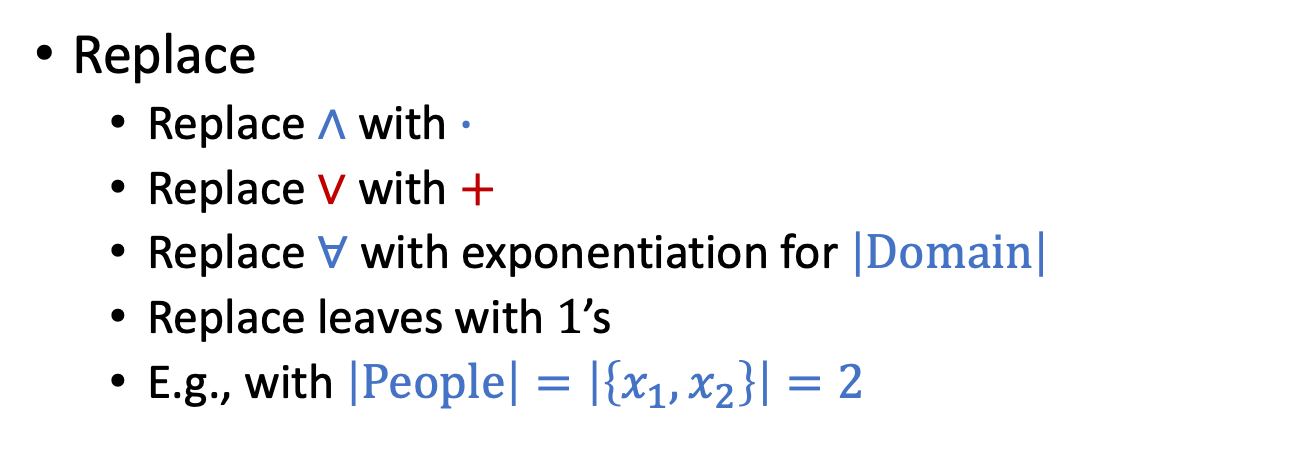 • Replace
• Replace ∧ with ·
• Replace ∨ with +
• Replace ∀ with exponentiation for |Domain|
• Replace leaves with 1's
• E.g., with |People| = |{x₁, x₂}| = 2